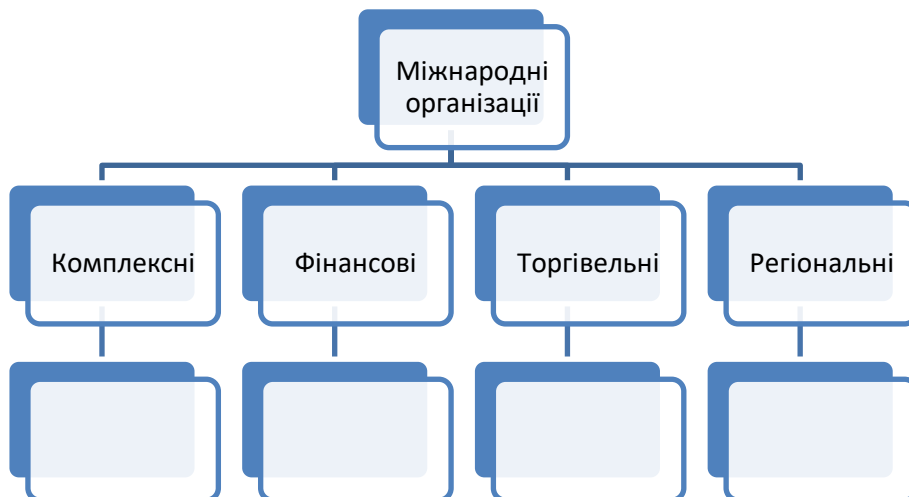 Міжнародні
організації
Комплексні
Фінансові
Торгівельні
Регіональні